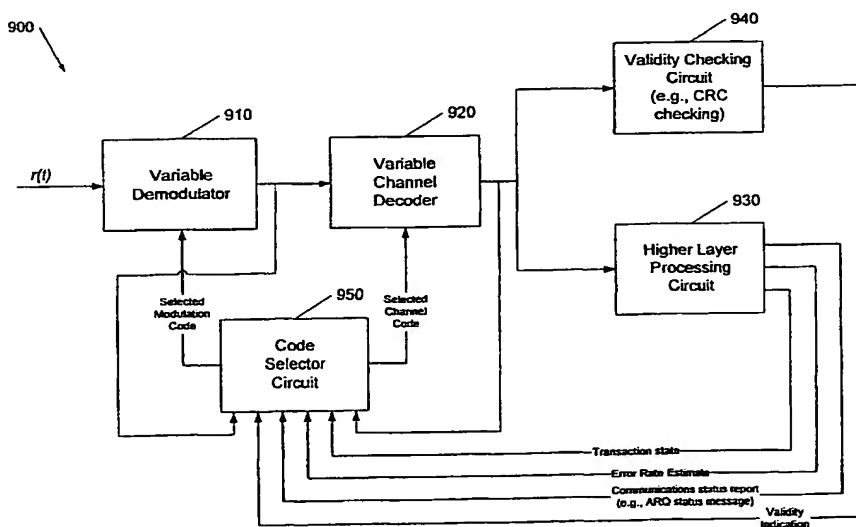 900
940
Validity Checking
Circuit
(e.g., CRC
checking)
910
920
r(t)
Variable
Demodulator
Variable
Channel
Decoder
930
Higher Layer
Processing
Circuit
950
Selected
Modulation
Code
Selected
Channel
Code
Code
Selector
Circuit
Transaction state
Error Rate Estimate
Communications status report
(e.g., ARQ status message)
Validity
Indication